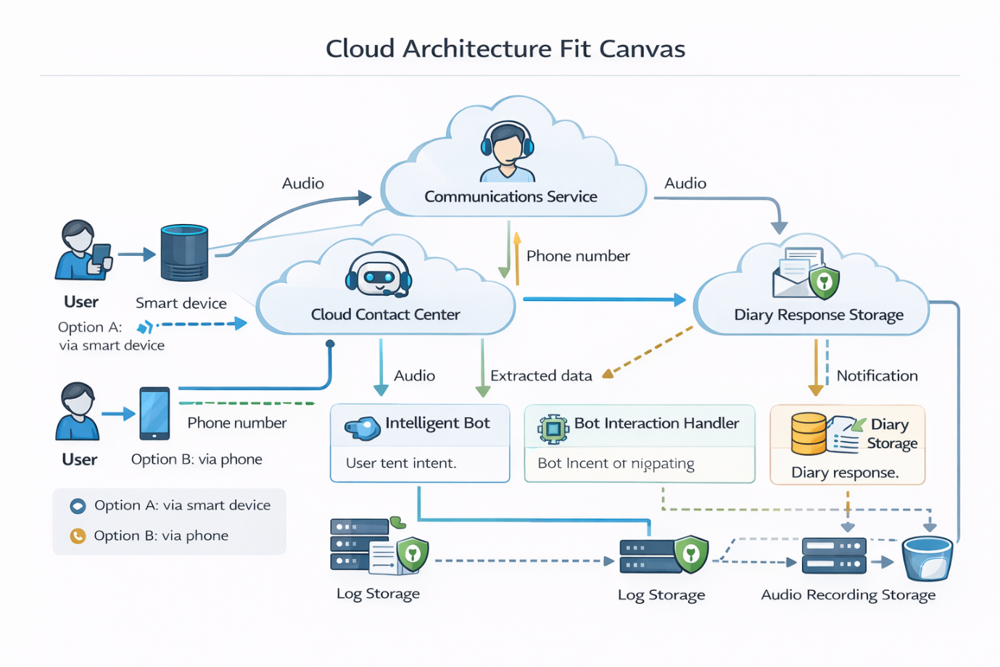 Cloud Architecture Fit Canvas
Communications Service
Audio
Audio
Phone number
User
Smart device
Option A:
via smart device
Cloud Contact Center
Diary Response Storage
Audio
Extracted data
Notification
User
Phone number
Option B: via phone
Intelligent Bot
User tent intent.
Bot Interaction Handler
Bot Incent or
Diary
Storage
Diary response.
Option A: via smart device
Option B: via phone
Log Storage
Log Storage
Audio Recording Storage